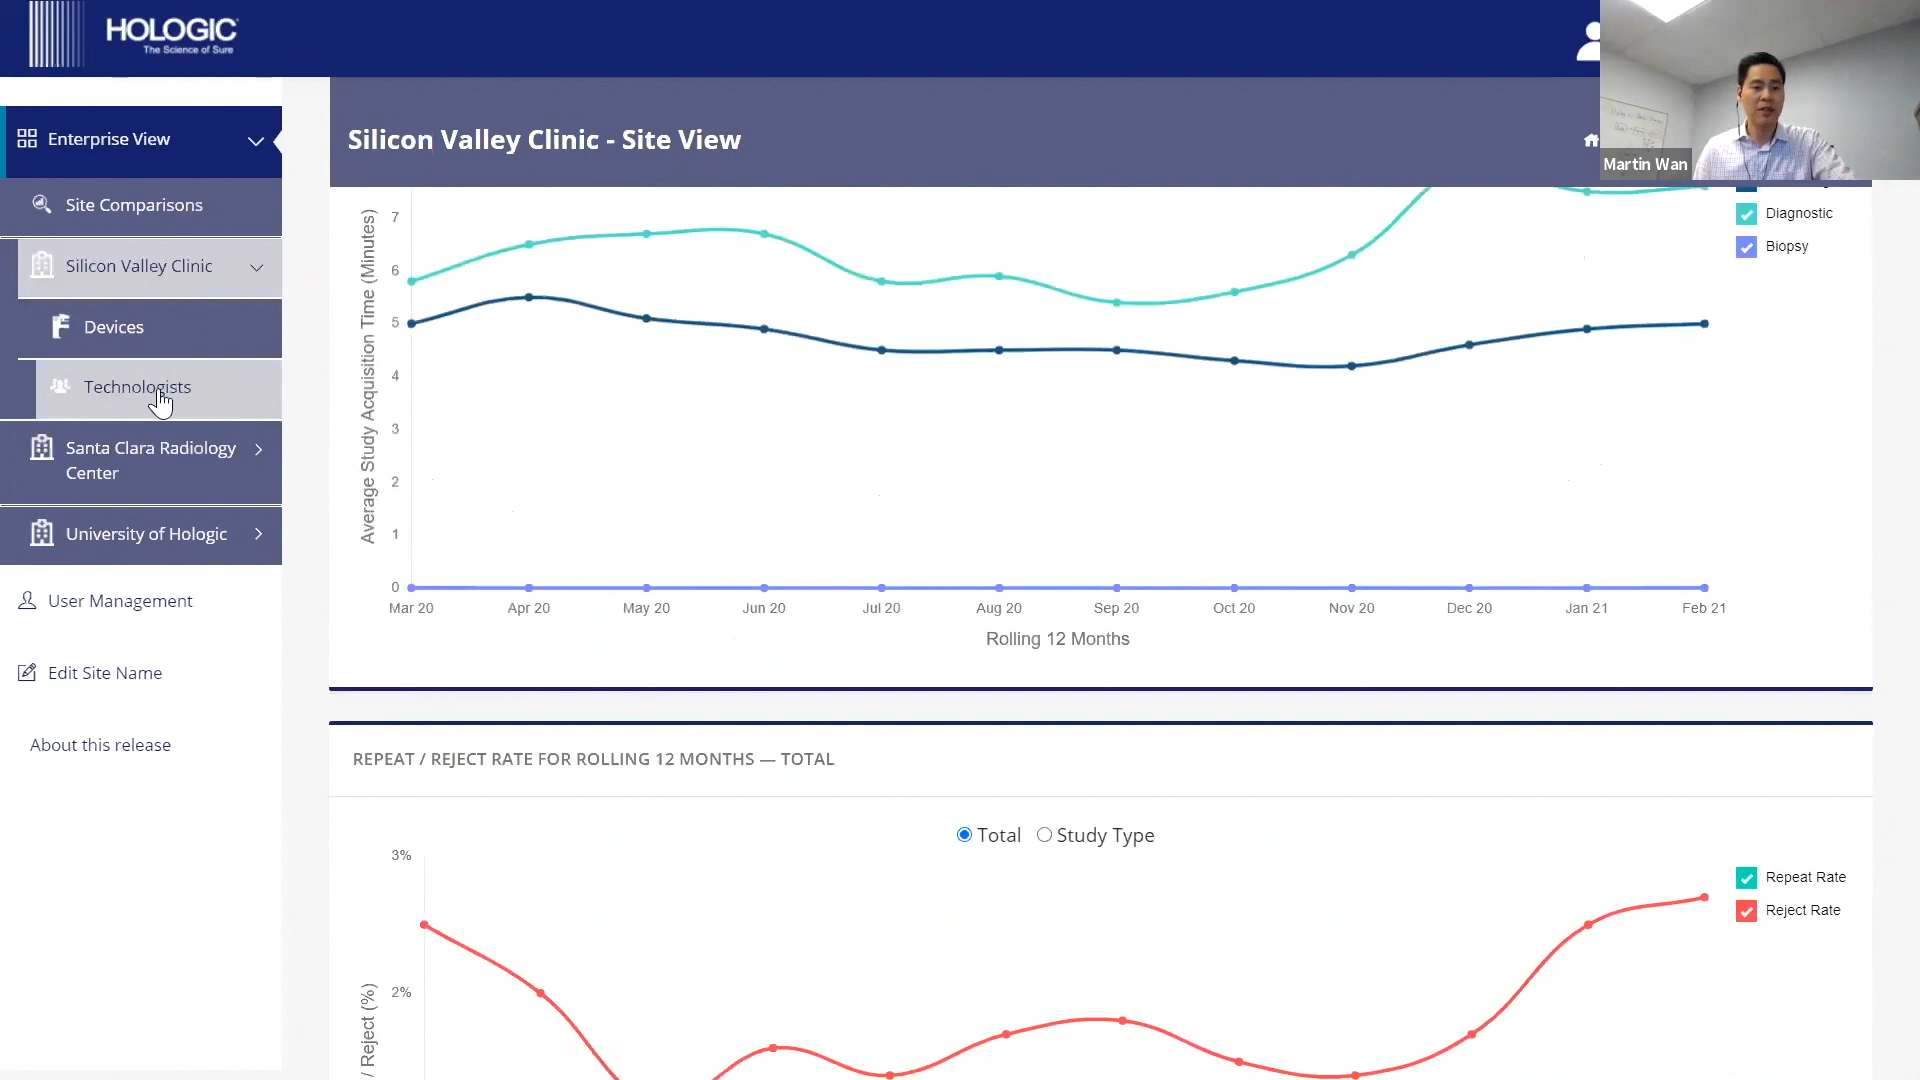 HOLOGIC
The Science of Sure
Martin Wan
Enterprise View
Site Comparisons
Silicon Valley Clinic
Devices
Technologists
Santa Clara Radiology
Center
University of Hologic
User Management
Edit Site Name
About this release
Silicon Valley Clinic - Site View
Average Study Acquisition Time (Minutes)
7
6
5
4
3
2
1
0
Mar 20 Apr 20 May 20 Jun 20 Jul 20 Aug 20 Sep 20 Oct 20 Nov 20 Dec 20 Jan 21 Feb 21
Rolling 12 Months
Diagnostic
Biopsy
REPEAT / REJECT RATE FOR ROLLING 12 MONTHS — TOTAL
Total Study Type
3%
2%
/ Reject (%)
Repeat Rate
Reject Rate